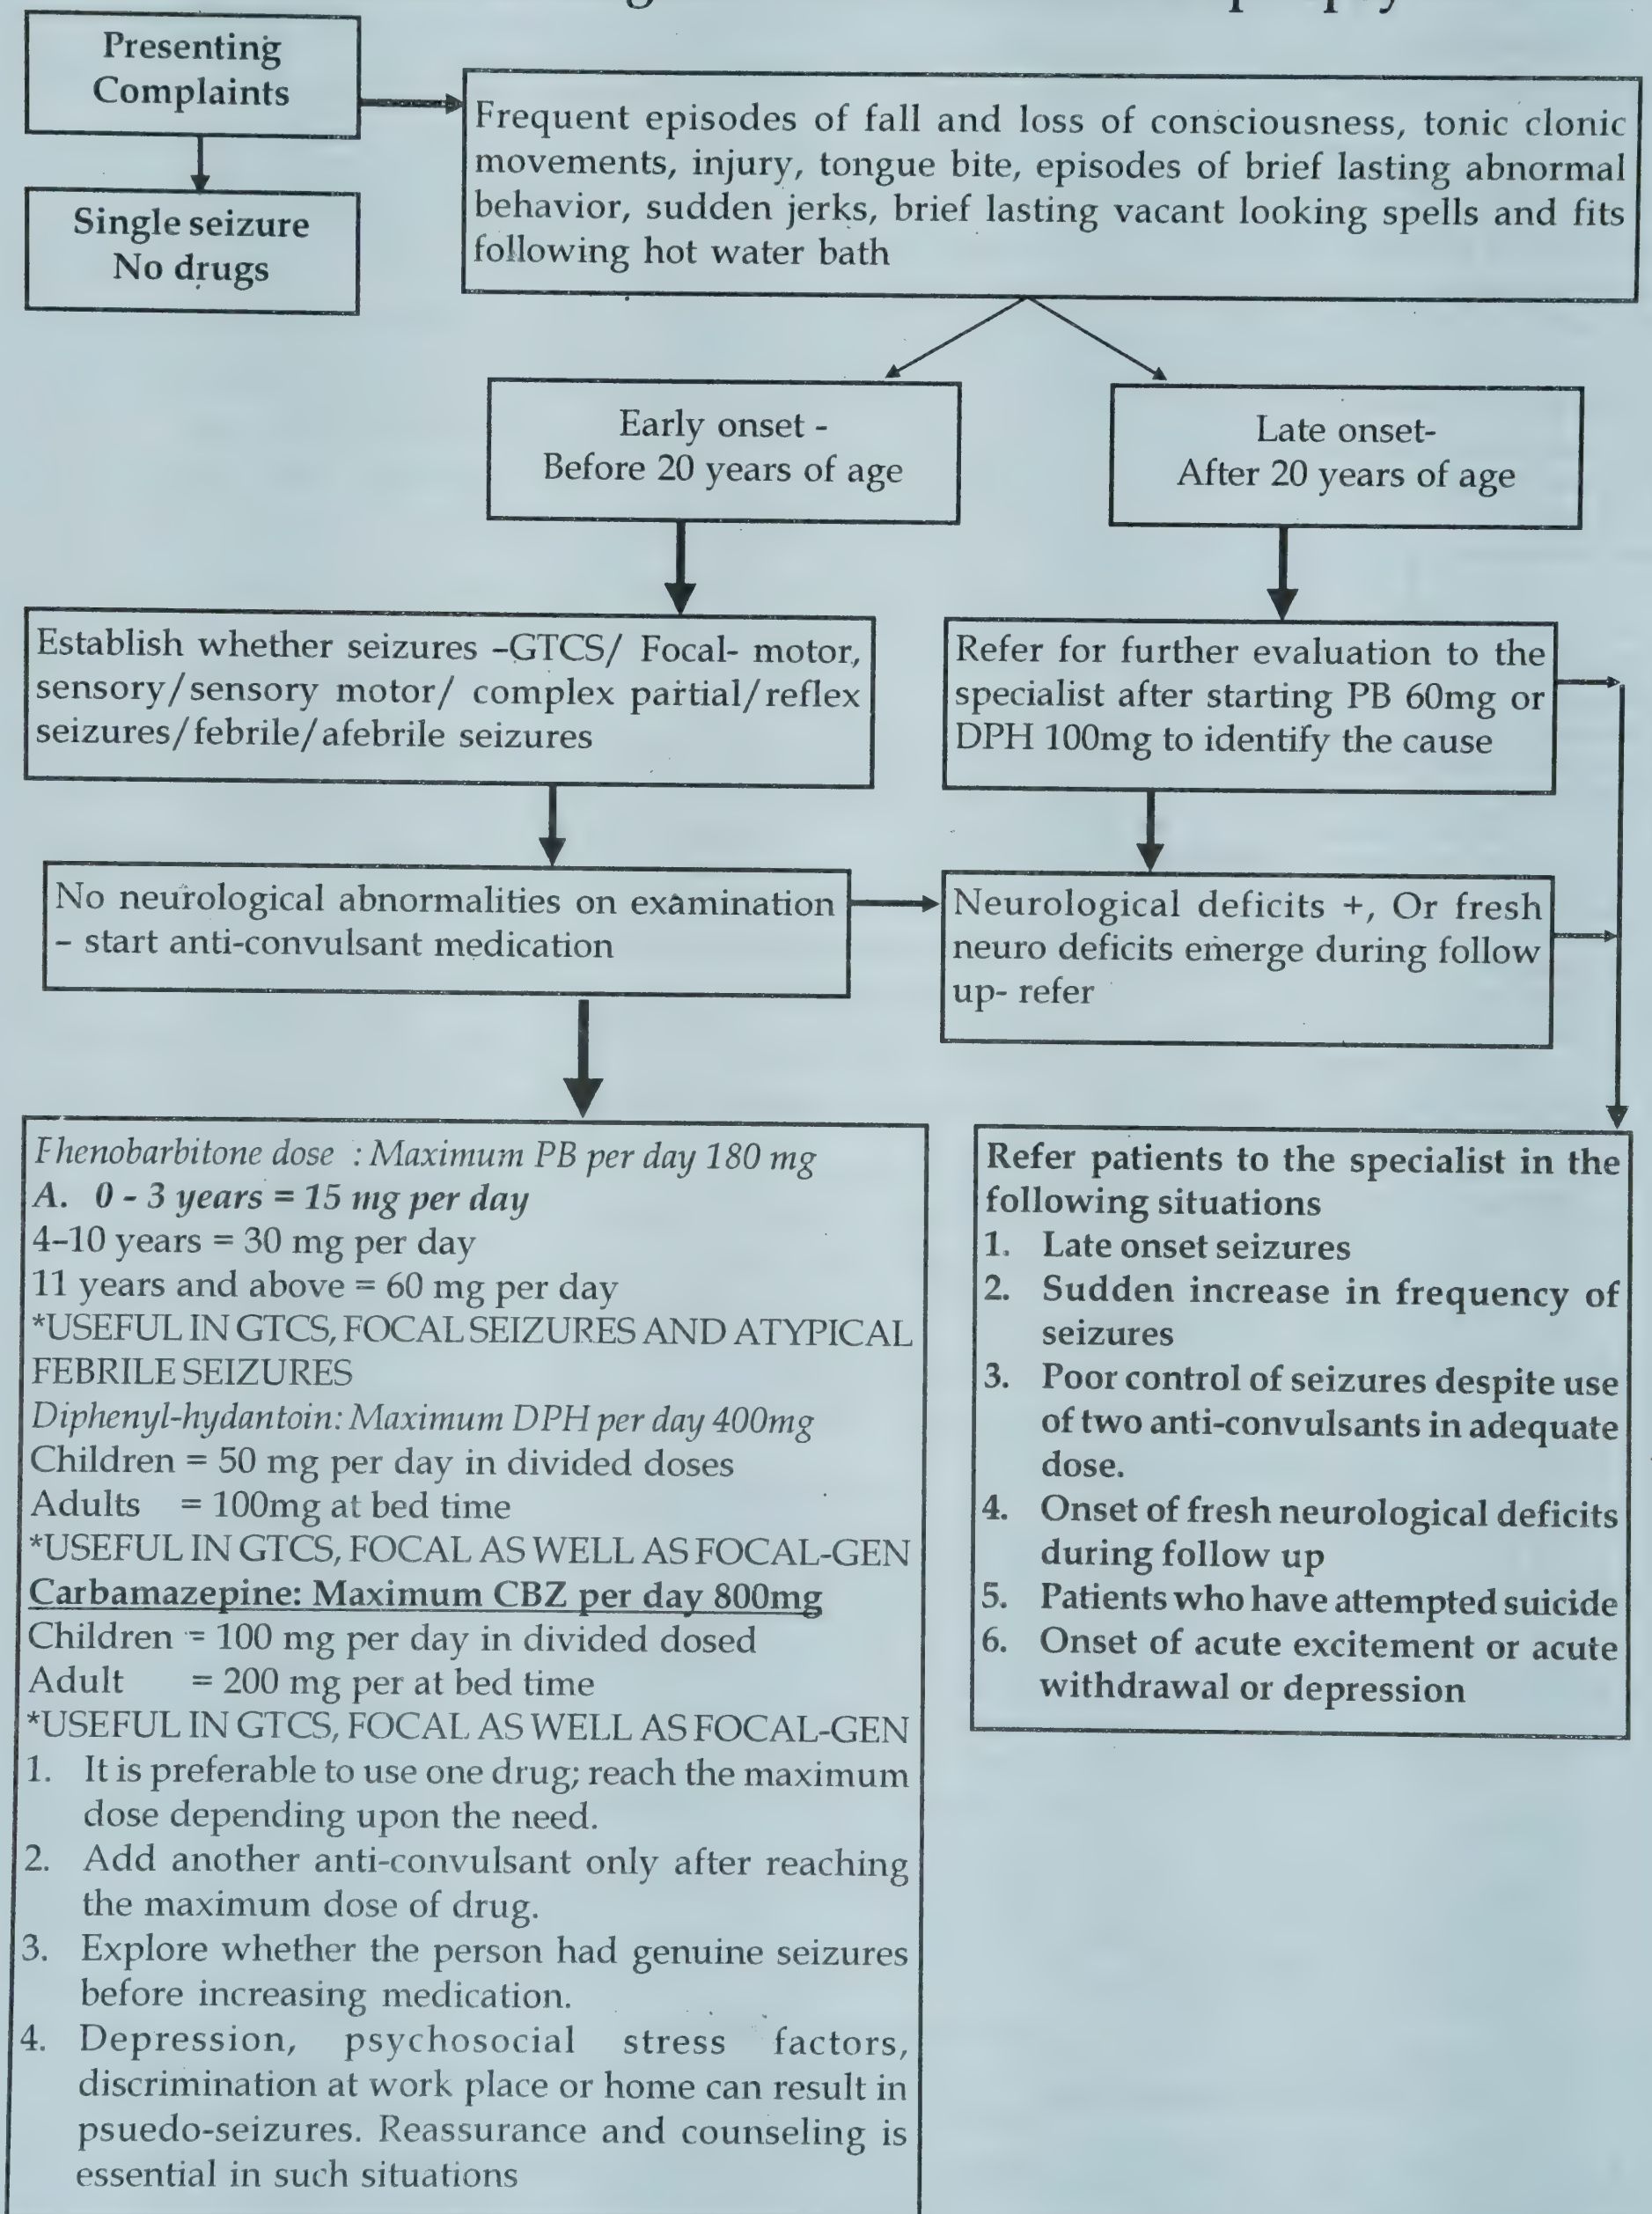 Presenting
Complaints
Single seizure
No drugs
Frequent episodes of fall and loss of consciousness, tonic clonic
movements, injury, tongue bite, episodes of brief lasting abnormal
behavior, sudden jerks, brief lasting vacant looking spells and fits
following hot water bath
Early onset -
Before 20 years of age
Late onset-
After 20 years of age
Establish whether seizures –GTCS/ Focal- motor,
sensory/sensory motor/ complex partial/reflex
seizures/febrile/afebrile seizures
Refer for further evaluation to the
specialist after starting PB 60mg or
DPH 100mg to identify the cause
No neurological abnormalities on examination
– start anti-convulsant medication
Neurological deficits +, Or fresh
neuro deficits emerge during follow
up- refer
Phenobarbitone dose : Maximum PB per day 180 mg
A. 0 - 3 years = 15 mg per day
4–10 years = 30 mg per day
11 years and above = 60 mg per day
*USEFUL IN GTCS, FOCAL SEIZURES AND ATYPICAL
FEBRILE SEIZURES
Diphenyl-hydantoin: Maximum DPH per day 400mg
Children = 50 mg per day in divided doses
Adults = 100mg at bed time
*USEFUL IN GTCS, FOCAL AS WELL AS FOCAL-GEN
Carbamazepine: Maximum CBZ per day 800mg
Children = 100 mg per day in divided dosed
Adult = 200 mg per at bed time
*USEFUL IN GTCS, FOCAL AS WELL AS FOCAL-GEN
1. It is preferable to use one drug; reach the maximum
dose depending upon the need.
2. Add another anti-convulsant only after reaching
the maximum dose of drug.
3. Explore whether the person had genuine seizures
before increasing medication.
4. Depression, psychosocial stress factors,
discrimination at work place or home can result in
psuedo-seizures. Reassurance and counseling is
essential in such situations
Refer patients to the specialist in the
following situations
1. Late onset seizures
2. Sudden increase in frequency of
seizures
3. Poor control of seizures despite use
of two anti-convulsants in adequate
dose.
4. Onset of fresh neurological deficits
during follow up
5. Patients who have attempted suicide
6. Onset of acute excitement or acute
withdrawal or depression